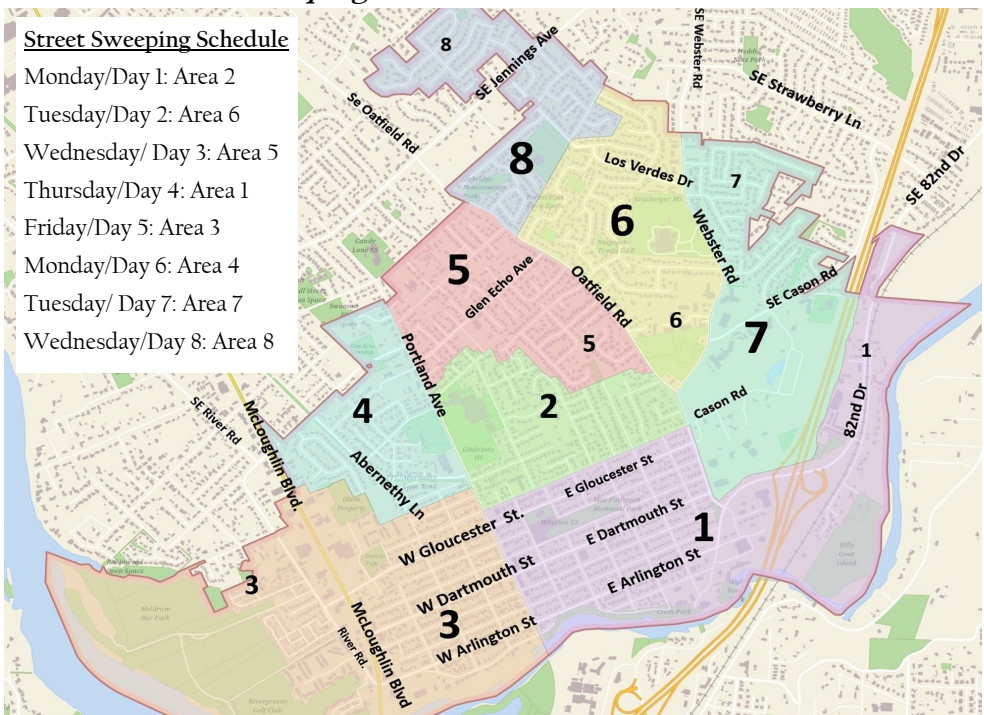 Street Sweeping Schedule
Monday/Day 1: Area 2
Tuesday/Day 2: Area 6
Wednesday/ Day 3: Area 5
Thursday/Day 4: Area 1
Friday/Day 5: Area 3
Monday/Day 6: Area 4
Tuesday/ Day 7: Area 7
Wednesday/Day 8: Area 8
8
SE Jennings Ave
SE Webster Rd
SE Strawberry Ln
Se Oatfield Rd
SE 82nd Dr
8
Los Verdes Dr
7
6
Webster Rd
5
Glen Echo Ave
Oatfield Rd
SE Cason Rd
6
7
5
1
Portland Ave
4
2
Cason Rd
82nd Dr
SE River Rd
McLoughlin Blvd.
Abernethy Ln
E Gloucester St
W Gloucester St.
E Dartmouth St
1
W Dartmouth St
E Arlington St
3
3
W Arlington St
McLoughlin Blvd
River Rd.